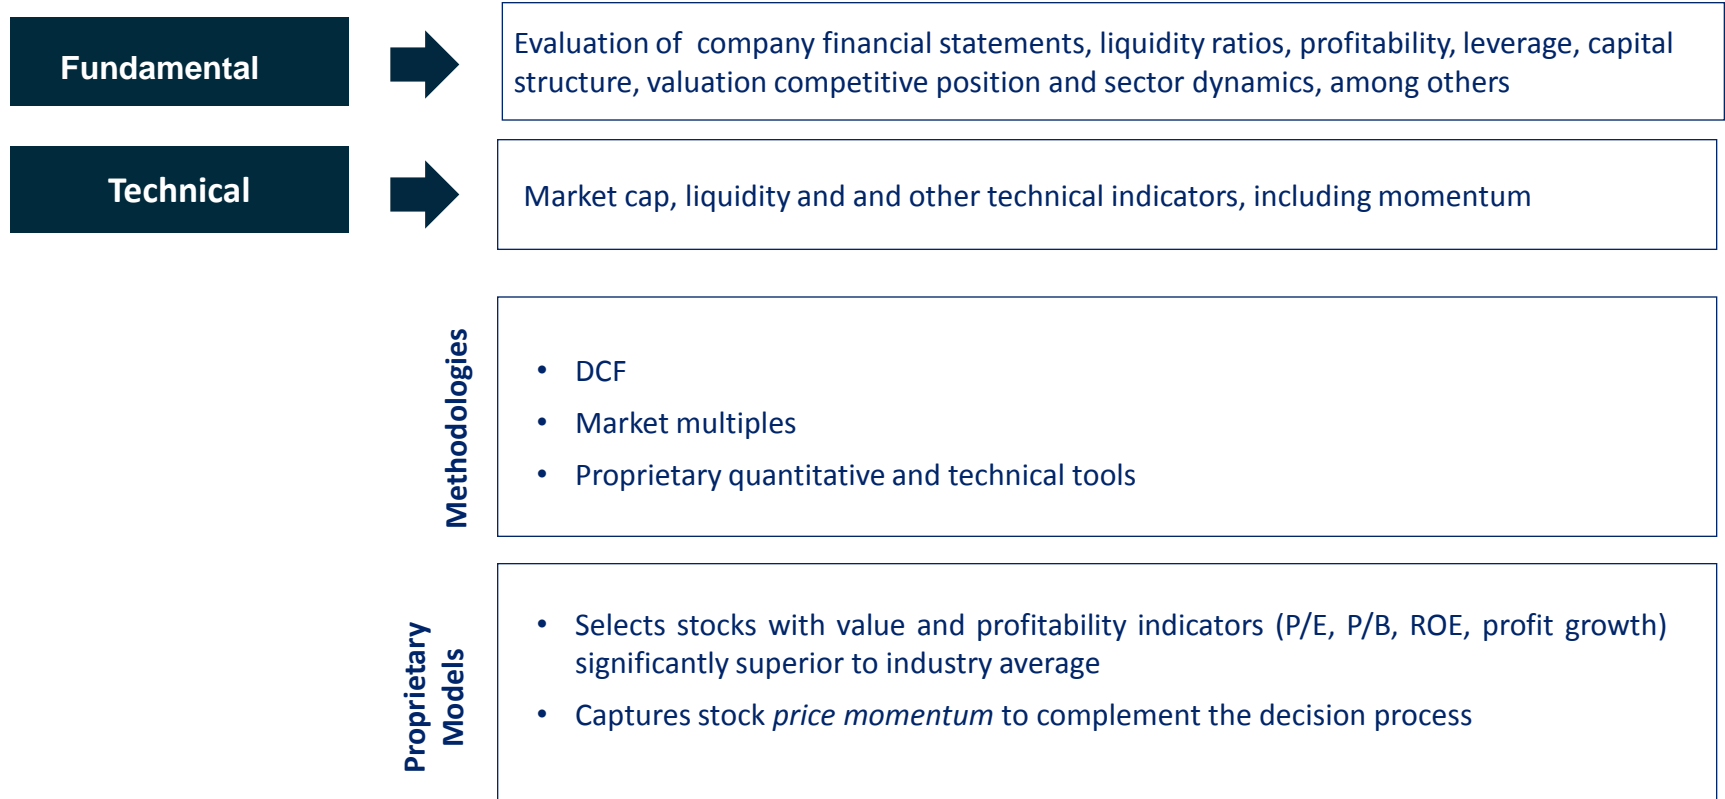 Fundamental
Evaluation of  company financial statements, liquidity ratios, profitability, leverage, capital
structure, valuation competitive position and sector dynamics, among others
Technical
Market cap, liquidity and and other technical indicators, including momentum
Methodologies
• DCF
• Market multiples
• Proprietary quantitative and technical tools
Proprietary
Models
• Selects stocks with value and profitability indicators (P/E, P/B, ROE, profit growth)
significantly superior to industry average
• Captures stock price momentum to complement the decision process